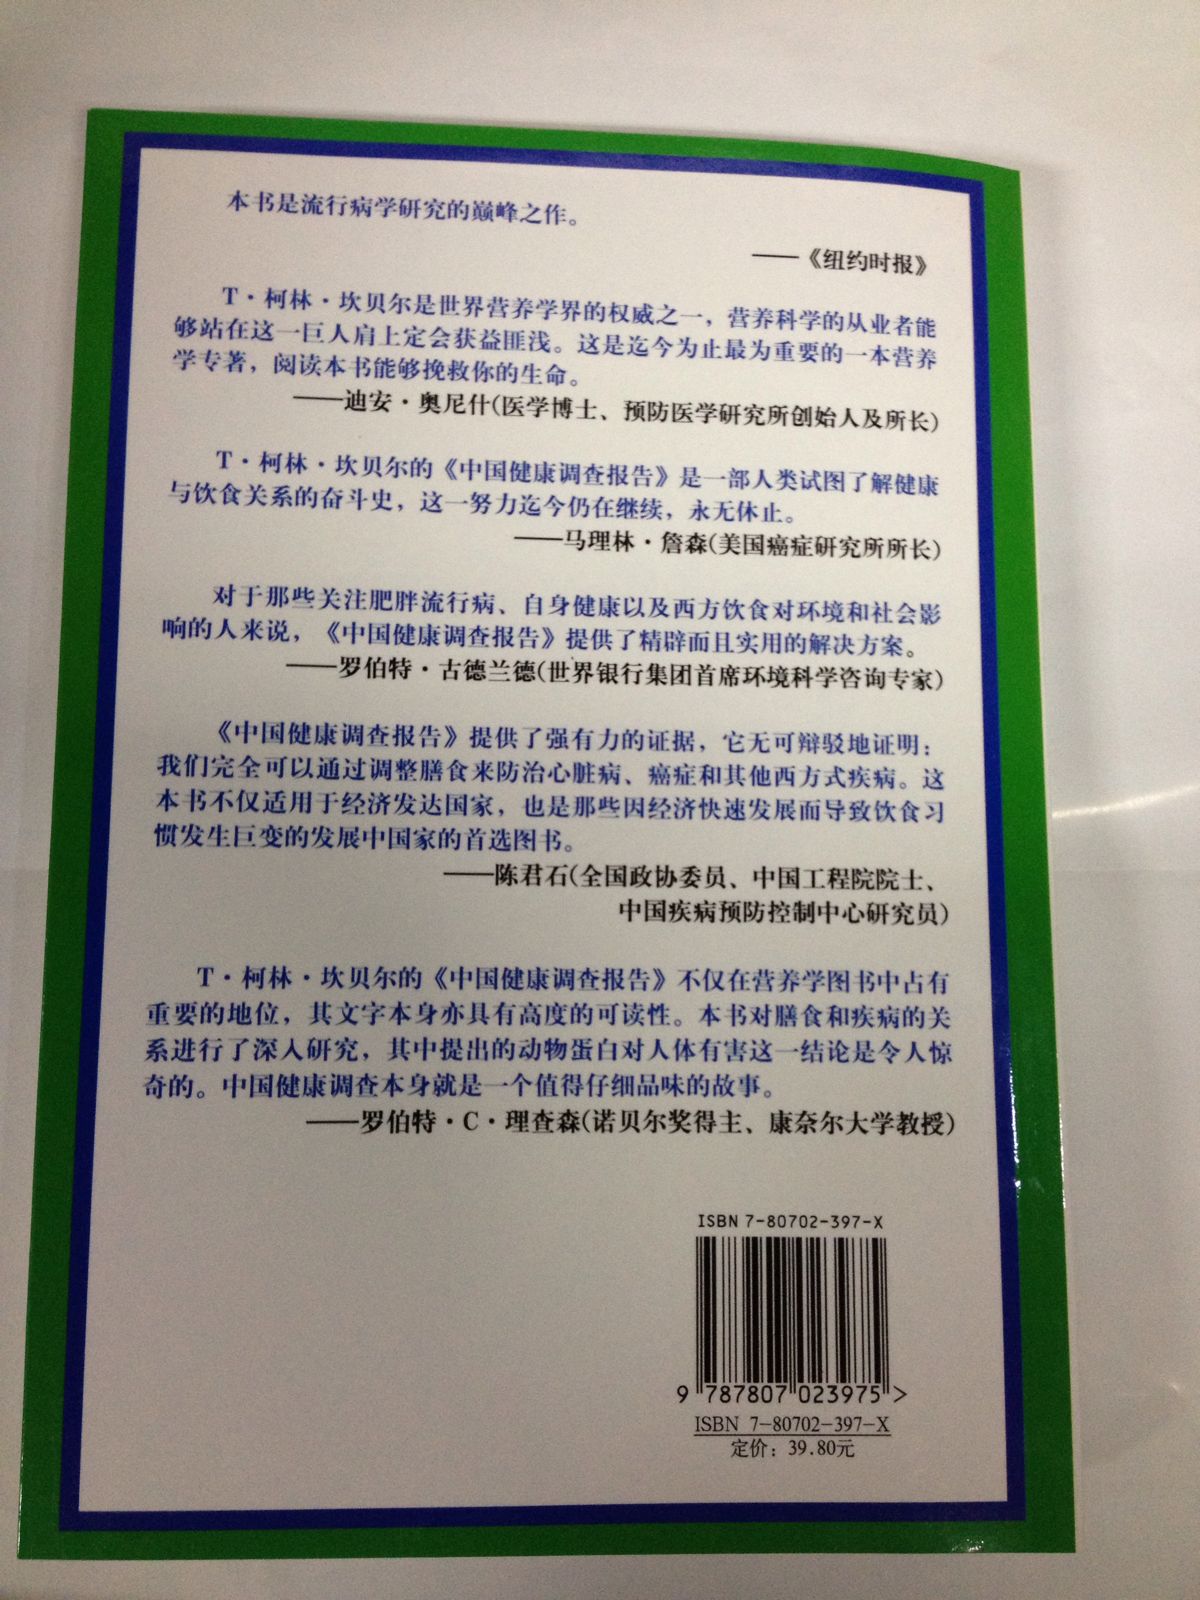 本书是流行病学研究的巅峰之作。
——《纽约时报》
T·柯林·坎贝尔是世界营养学界的权威之一，营养科学的从业者能
够站在这一巨人肩上定会获益匪浅。这是迄今为止最为重要的一本营养
学专著，阅读本书能够挽救你的生命。
——迪安·奥尼什(医学博士、预防医学研究所创始人及所长)
T·柯林·坎贝尔的《中国健康调查报告》是一部人类试图了解健康
与饮食关系的奋斗史，这一努力迄今仍在继续，永无休止。
——马理林·詹森(美国癌症研究所所长)
对于那些关注肥胖流行病、自身健康以及西方饮食对环境和社会影
响的人来说，《中国健康调查报告》提供了精辟而且实用的解决方案。
——罗伯特·古德兰德(世界银行集团首席环境科学咨询专家)
《中国健康调查报告》提供了强有力的证据，它无可辩驳地证明：
我们完全可以通过调整膳食来防治心脏病、癌症和其他西方式疾病。这
本书不仅适用于经济发达国家，也是那些因经济快速发展而导致饮食习
惯发生巨变的发展中国家的首选图书。
——陈君石(全国政协委员、中国工程院院士、
中国疾病预防控制中心研究员)
T·柯林·坎贝尔的《中国健康调查报告》不仅在营养学图书中占有
重要的地位，其文字本身亦具有高度的可读性。本书对膳食和疾病的关
系进行了深入研究，其中提出的动物蛋白对人体有害这一结论是令人惊
奇的。中国健康调查本身就是一个值得仔细品味的故事。
——罗伯特·C·理查森(诺贝尔奖得主、康奈尔大学教授)
ISBN 7-80702-397-X
9 787807 023975 >
ISBN 7-80702-397-X
定价：39.80元